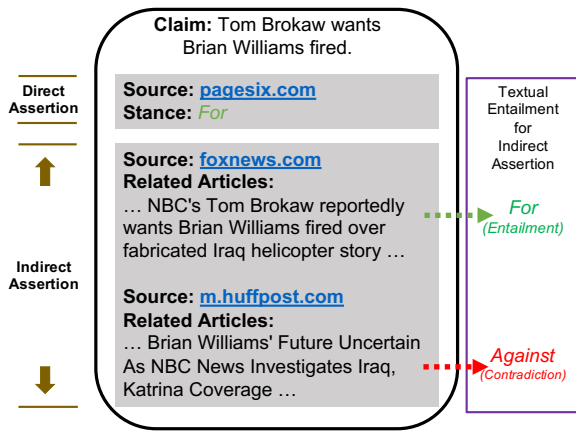 Claim: Tom Brokaw wants
Brian Williams fired.
Direct
Assertion
Source: pagesix.com
Stance: For
Indirect
Assertion
Source: foxnews.com
Related Articles:
… NBC's Tom Brokaw reportedly
wants Brian Williams fired over
fabricated Iraq helicopter story …
Source: m.huffpost.com
Related Articles:
… Brian Williams' Future Uncertain
As NBC News Investigates Iraq,
Katrina Coverage …
Textual
Entailment
for
Indirect
Assertion
For
(Entailment)
Against
(Contradiction)